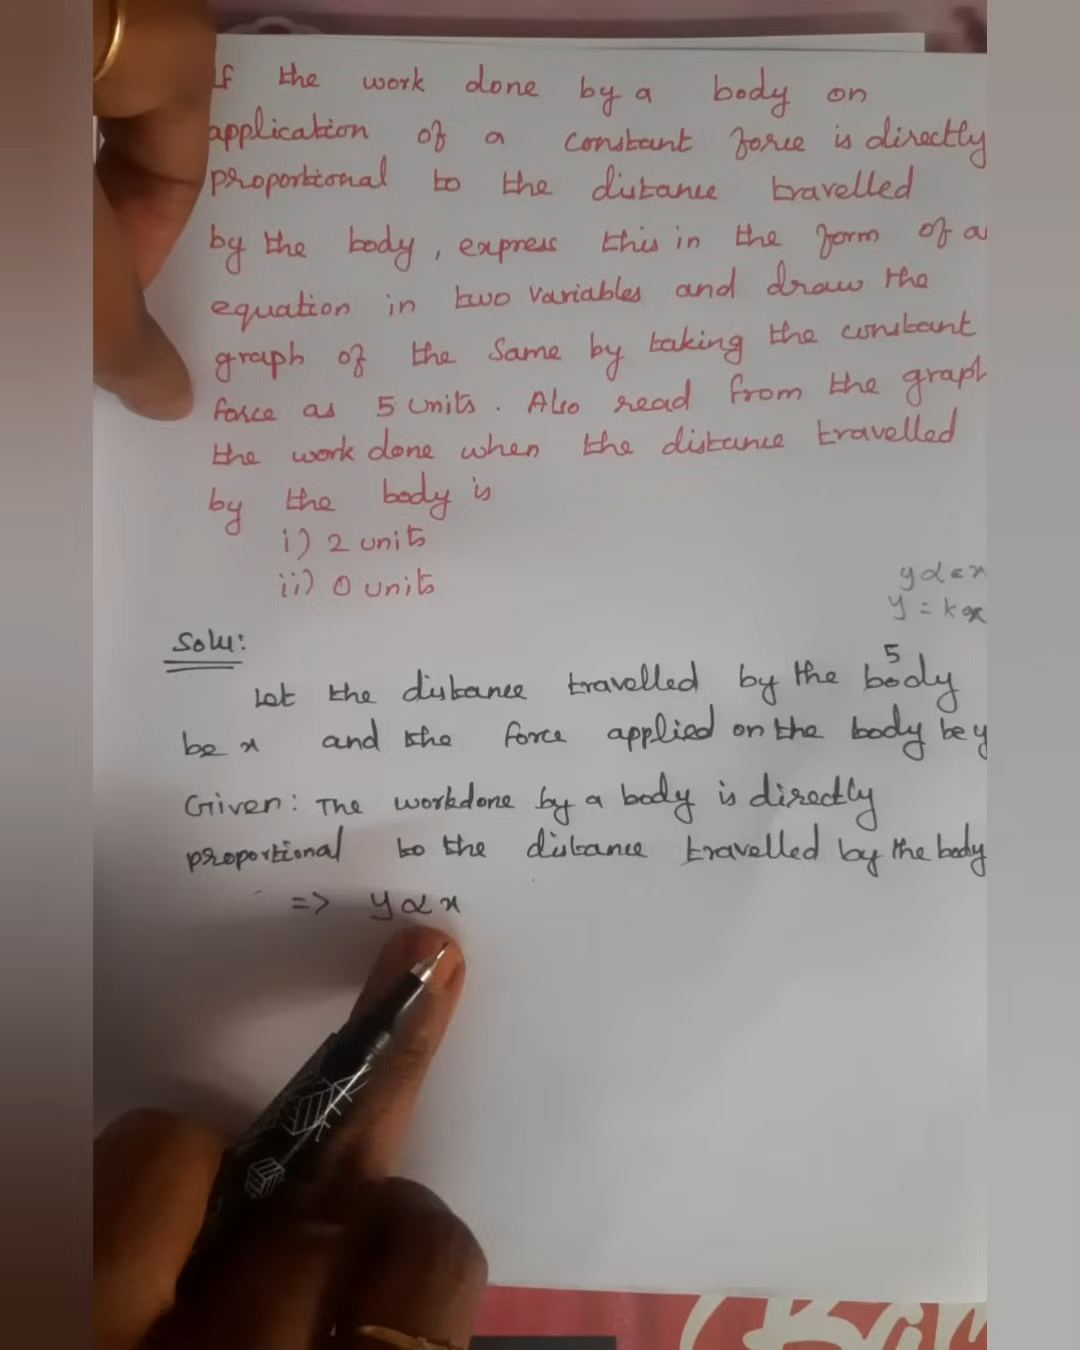 If the work done by a body on
application of a constant force is directly
proportional to the distance travelled
by the body, express this in the form of a
equation in two variables and draw the
graph of the same by taking the constant
force as 5 units. Also read from the graph
the work done when the distance travelled
by the body is
i) 2 units
ii) 0 units
y ∝ x
y = kx
5
Solu:
Let the distance travelled by the body
be x and the force applied on the body be y
Given: The workdone by a body is directly
proportional to the distance travelled by the body
=> y ∝ x